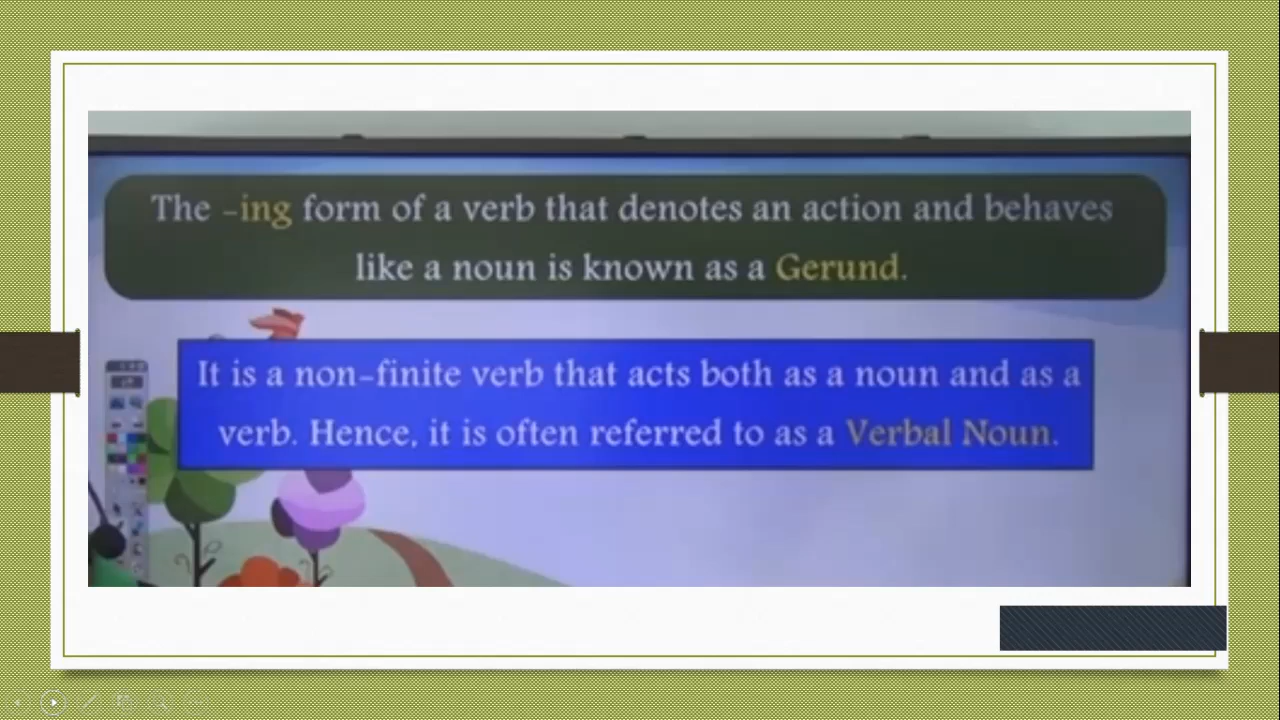 The -ing form of a verb that denotes an action and behaves
like a noun is known as a Gerund.
It is a non-finite verb that acts both as a noun and as a
verb. Hence, it is often referred to as a Verbal Noun.